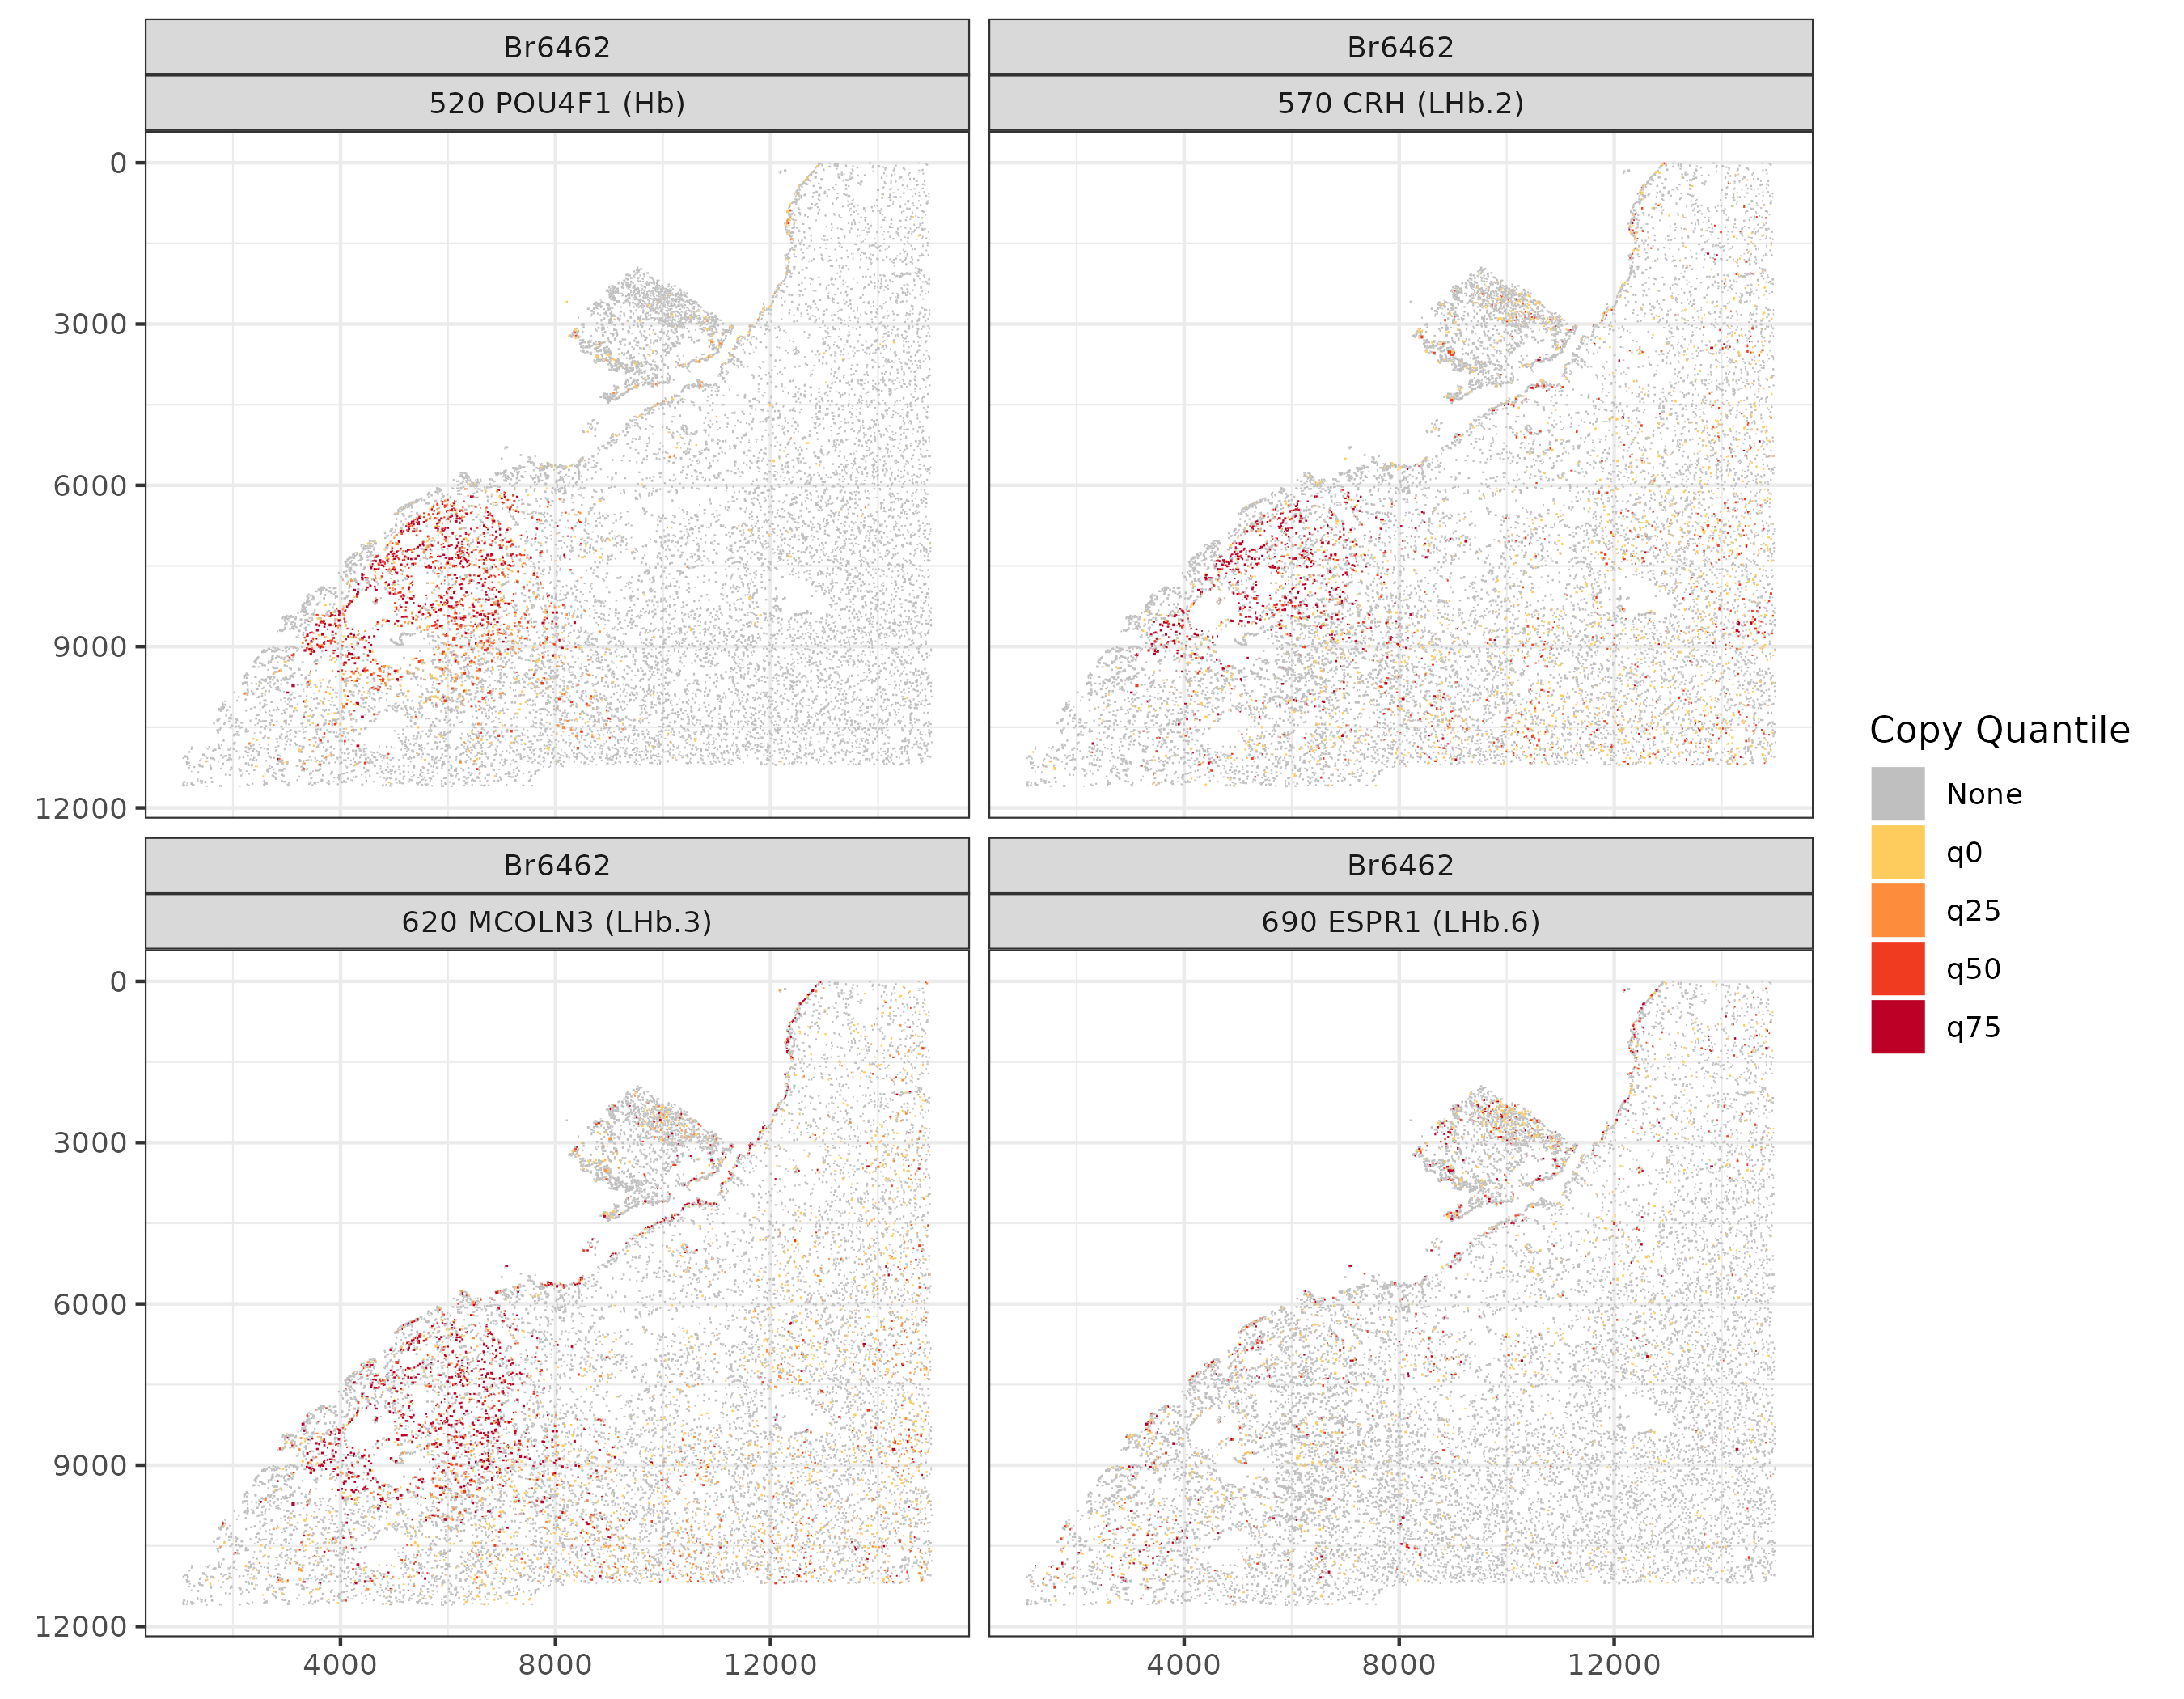 Br6462
520 POU4F1 (Hb)
Br6462
570 CRH (LHb.2)
0
3000
6000
9000
12000
Br6462
620 MCOLN3 (LHb.3)
Br6462
690 ESPR1 (LHb.6)
0
3000
6000
9000
12000
4000 8000 12000
4000 8000 12000
Copy Quantile
None
q0
q25
q50
q75